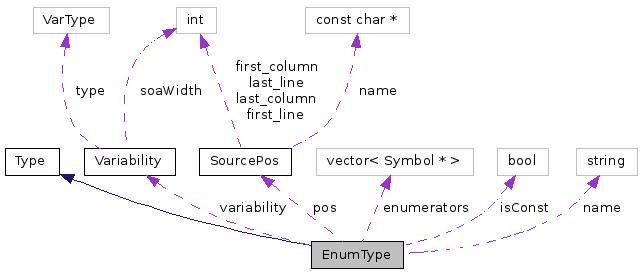 VarType
int
const char *
first_column
last_line
type
soaWidth
last_column
name
first_line
Type
Variability
SourcePos
vector< Symbol * >
bool
string
variability
pos
enumerators
isConst
name
EnumType